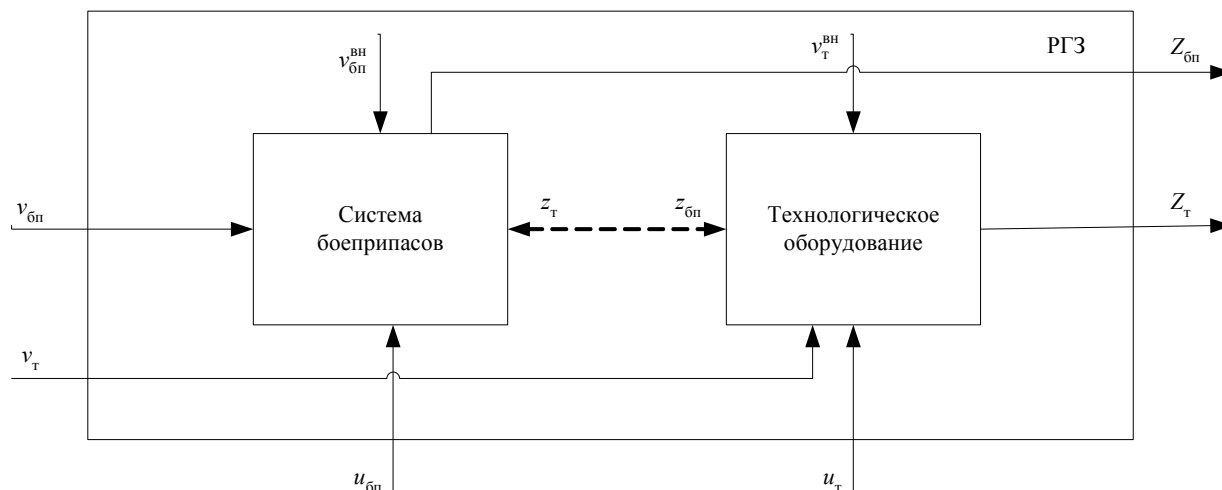 v_бп^вн
v_т^вн
РГЗ
Z_бп
v_бп
Система
боеприпасов
z_т
z_бп
Технологическое
оборудование
Z_т
v_т
u_бп
u_т